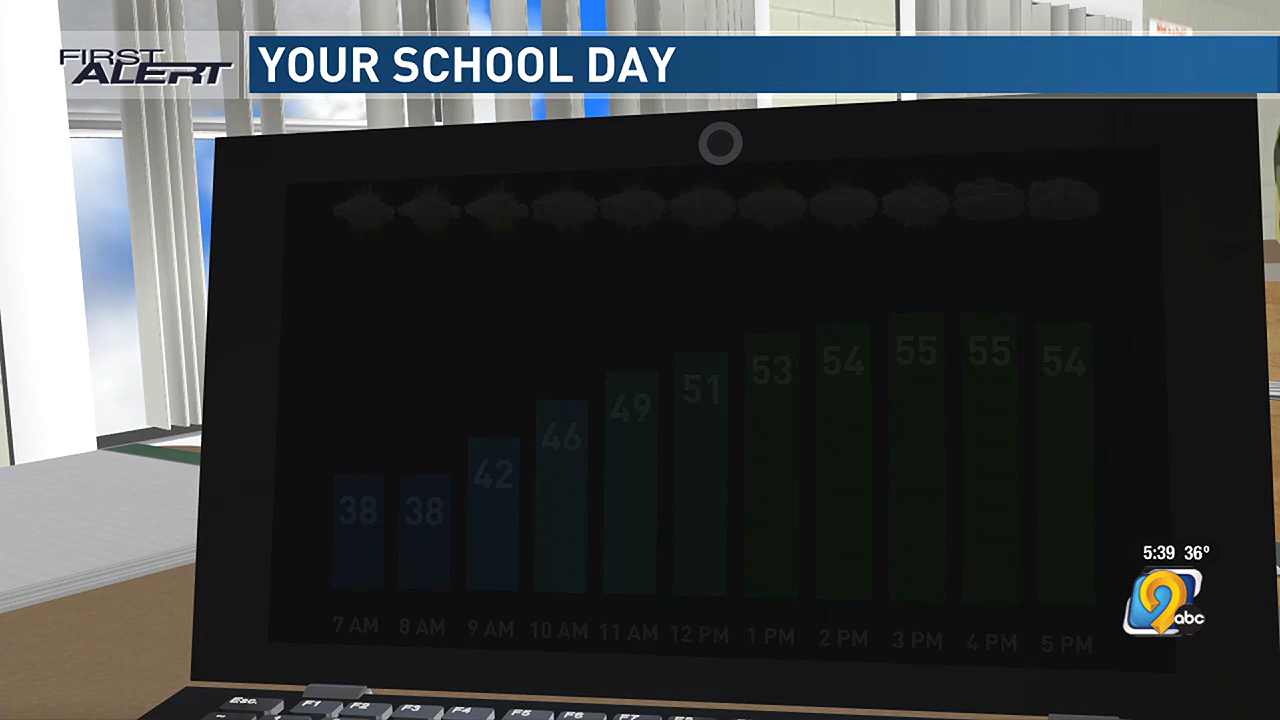 FIRST ALERT
YOUR SCHOOL DAY
38 38 42 46 49 51 53 54 55 55 54
7 AM 8 AM 9 AM 10 AM 11 AM 12 PM 1 PM 2 PM 3 PM 4 PM 5 PM
5:39 36º
9 abc
Esc. F1 F2 F3 F4 F5 F6 F7
~